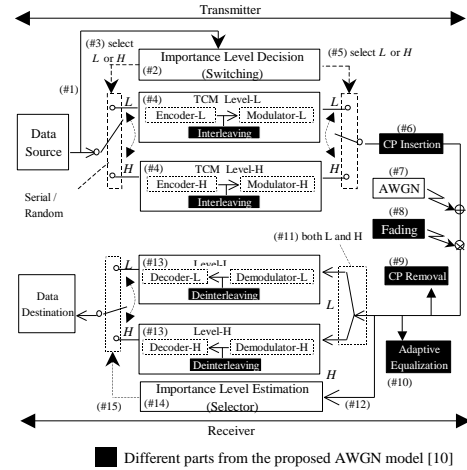 Transmitter
(#3) select
L or H
Importance Level Decision
(Switching)
(#2)
(#5) select L or H
(#1)
L
(#4) TCM Level-L
Encoder-L
Modulator-L
Interleaving
L
(#6)
CP Insertion
Data
Source
H
(#4) TCM Level-H
Encoder-H
Modulator-H
Interleaving
H
(#7)
AWGN
Serial /
Random
(#8)
Fading
(#11) both L and H
(#9)
CP Removal
L
(#13) Level-L
Decoder-L
Demodulator-L
Deinterleaving
L
Data
Destination
H
(#13) Level-H
Decoder-H
Demodulator-H
Deinterleaving
Adaptive
Equalization
(#10)
H
Importance Level Estimation
(#14) (Selector)
(#15)
(#12)
Receiver
Different parts from the proposed AWGN model [10]